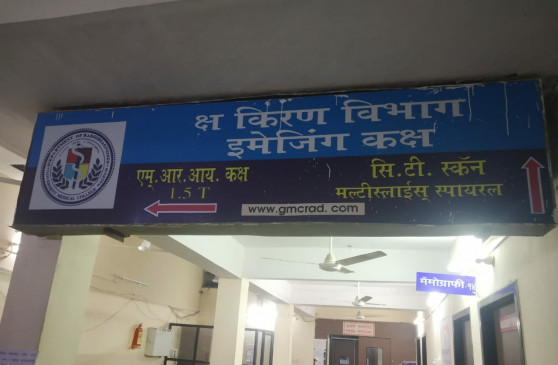 क्ष किरण विभाग
इमेजिंग कक्ष
एम्.आर.आय. कक्ष
1.5 T
सि.टी. स्कॅन
मल्टीस्लाईस् स्पायरल
www.gmcrad.com
मॅमोग्राफी